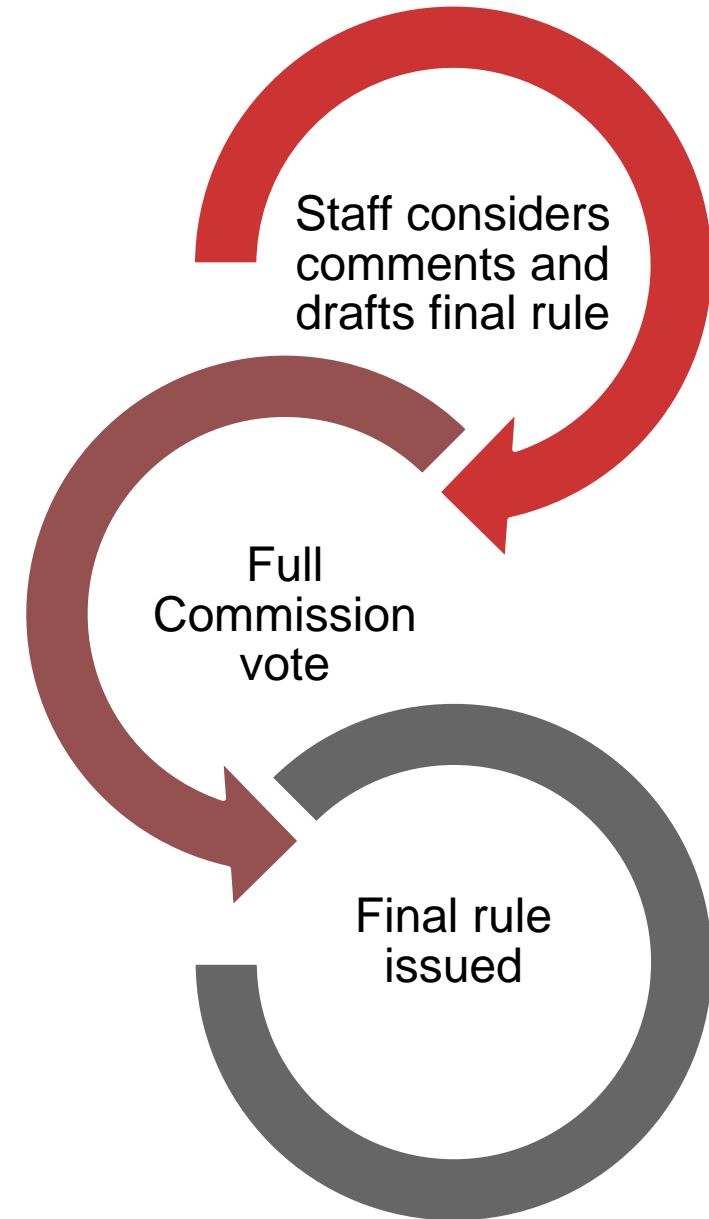 Staff considers
comments and
drafts final rule
Full
Commission
vote
Final rule
issued